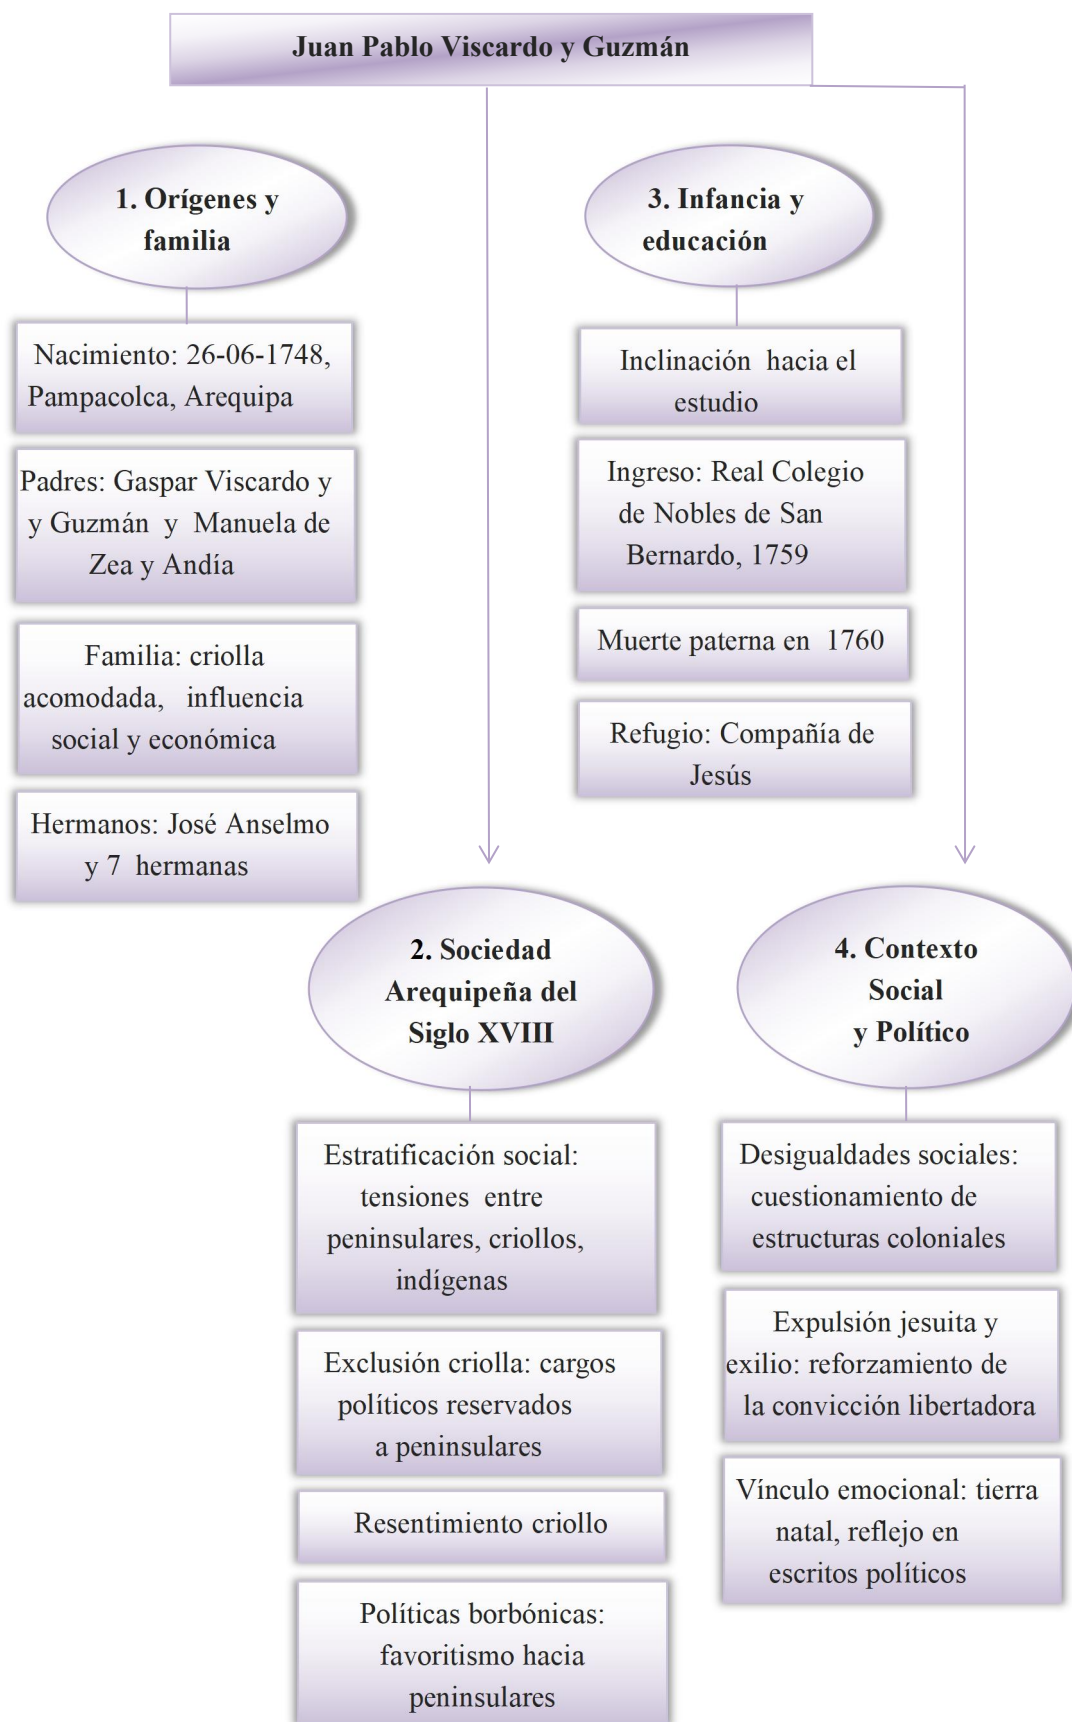 Juan Pablo Viscardo y Guzmán
1. Orígenes y
familia
Nacimiento: 26-06-1748,
Pampacolca, Arequipa
Padres: Gaspar Viscardo y
y Guzmán y Manuela de
Zea y Andía
Familia: criolla
acomodada, influencia
social y económica
Hermanos: José Anselmo
y 7 hermanas
2. Sociedad
Arequipeña del
Siglo XVIII
Estratificación social:
tensiones entre
peninsulares, criollos,
indígenas
Exclusión criolla: cargos
políticos reservados
a peninsulares
Resentimiento criollo
Políticas borbónicas:
favoritismo hacia
peninsulares
3. Infancia y
educación
Inclinación hacia el
estudio
Ingreso: Real Colegio
de Nobles de San
Bernardo, 1759
Muerte paterna en 1760
Refugio: Compañía de
Jesús
4. Contexto
Social
y Político
Desigualdades sociales:
cuestionamiento de
estructuras coloniales
Expulsión jesuita y
exilio: reforzamiento de
la convicción libertadora
Vínculo emocional: tierra
natal, reflejo en
escritos políticos